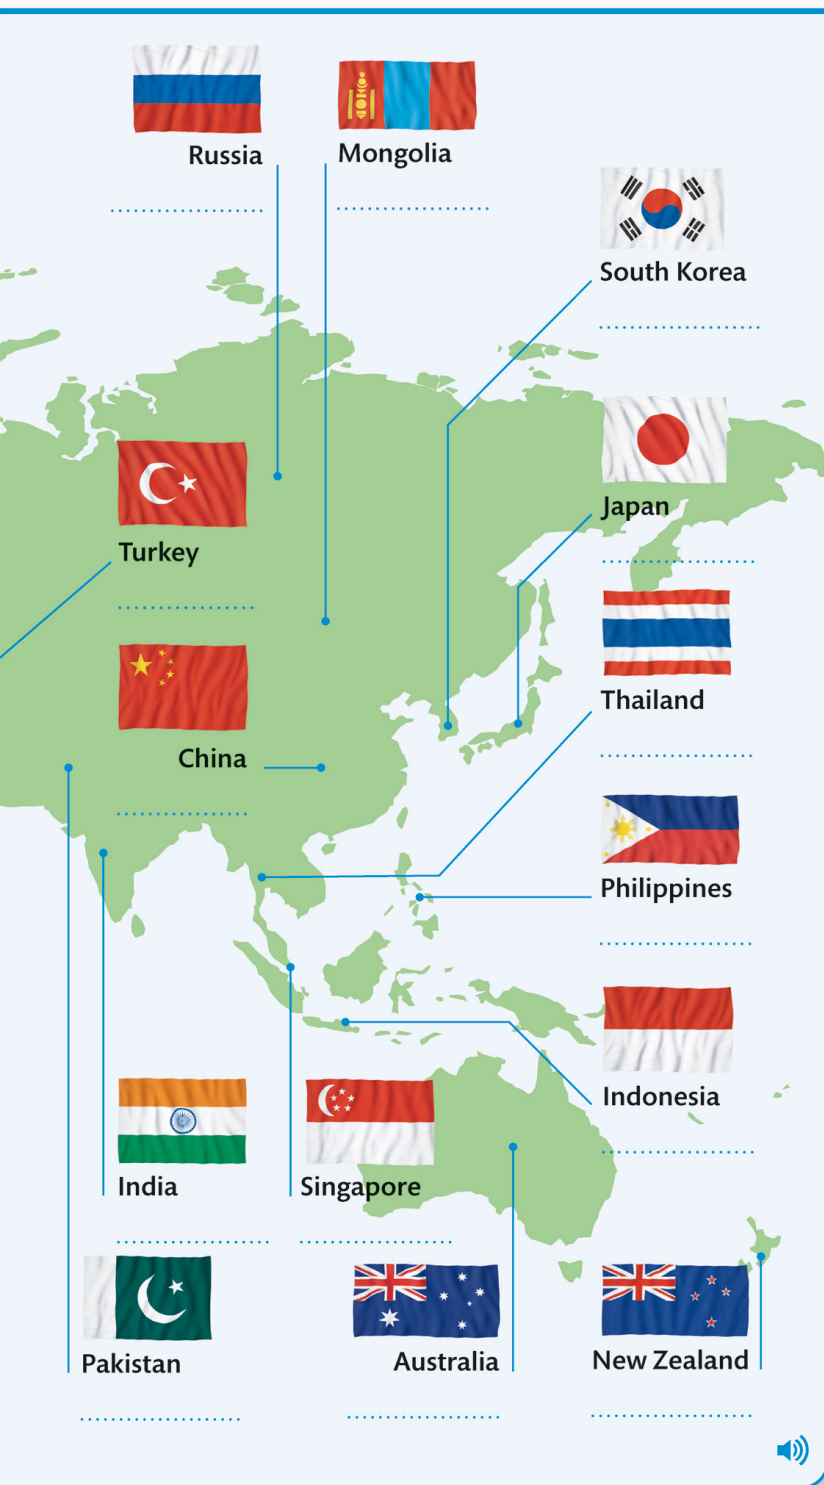 Russia
Mongolia
South Korea
Japan
Turkey
Thailand
China
Philippines
Indonesia
India
Singapore
Pakistan
Australia
New Zealand